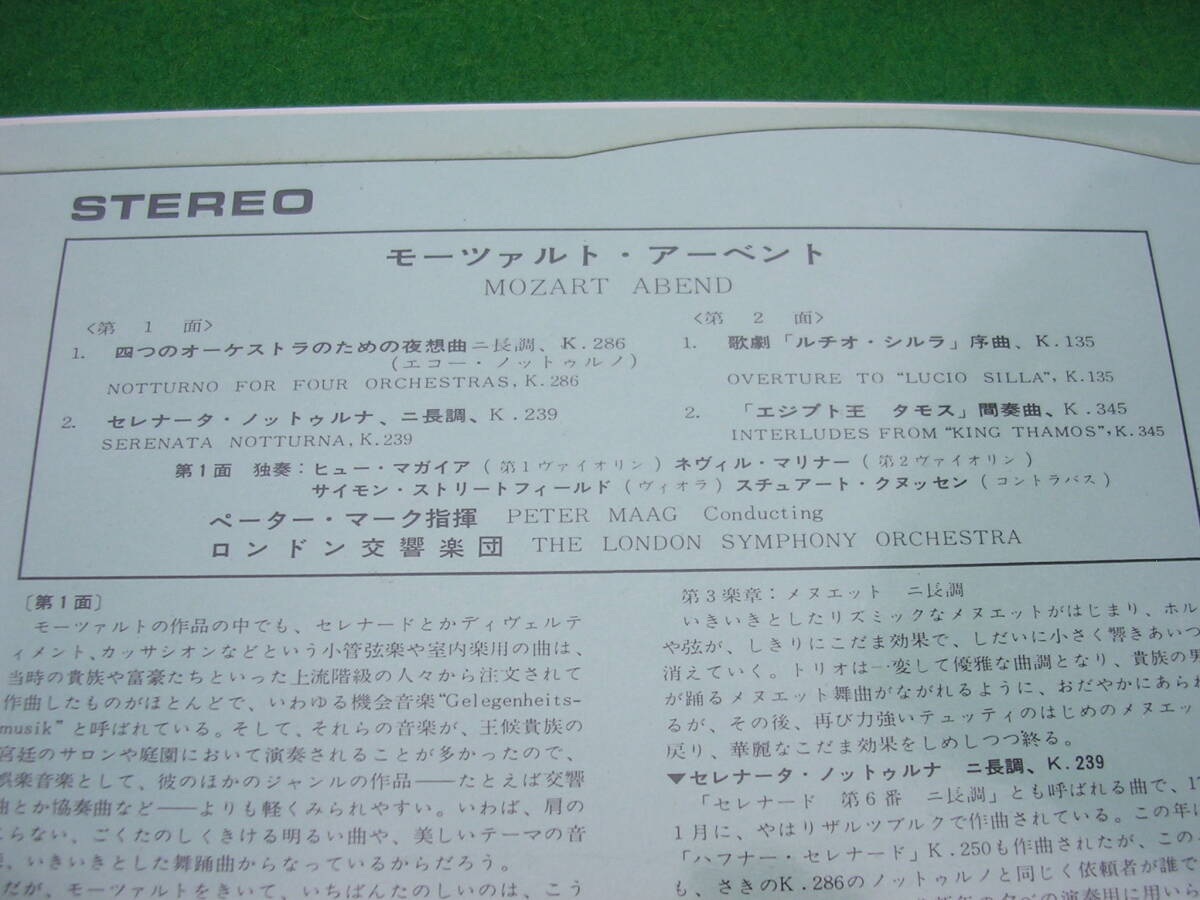 STEREO
モーツァルト・アーベント
MOZART ABEND
〈第 1 面〉
1. 四つのオーケストラのための夜想曲ニ長調、K.286
(エコー・ノットゥルノ)
NOTTURNO FOR FOUR ORCHESTRAS, K.286
2. セレナータ・ノットゥルナ、ニ長調、K.239
SERENATA NOTTURNA, K.239
〈第 2 面〉
1. 歌劇「ルチオ・シルラ」序曲、K.135
OVERTURE TO "LUCIO SILLA", K.135
2. 「エジプト王 タモス」間奏曲、K.345
INTERLUDES FROM "KING THAMOS", K.345
第1面 独奏:ヒュー・マガイア(第1ヴァイオリン)ネヴィル・マリナー(第2ヴァイオリン)
サイモン・ストリートフィールド(ヴィオラ)スチュアート・クヌッセン(コントラバス)
ペーター・マーク指揮 PETER MAAG Conducting
ロンドン交響楽団 THE LONDON SYMPHONY ORCHESTRA
〔第1面〕
モーツァルトの作品の中でも、セレナードとかディヴェルテ
ィメント、カッサシオンなどという小管弦楽や室内楽用の曲は、
当時の貴族や富豪たちといった上流階級の人々から注文されて
作曲したものがほとんどで、いわゆる機会音楽"Gelegenheits-
musik"と呼ばれている。そして、それらの音楽が、王候貴族の
宮廷のサロンや庭園において演奏されることが多かったので、
娯楽音楽として、彼のほかのジャンルの作品——たとえば交響
曲とか協奏曲など——よりも軽くみられやすい。いわば、肩の
こらない、ごくたのしくきける明るい曲や、美しいテーマの音
、いきいきとした舞踊曲からなっているからだろう。
だが、モーツァルトをきいて、いちばんたのしいのは、こう
第3楽章:メヌエット ニ長調
いきいきとしたリズミックなメヌエットがはじまり、ホル
や弦が、しきりにこだま効果で、しだいに小さく響きあいつ
消えていく。トリオは一変して優雅な曲調となり、貴族の男
が踊るメヌエット舞曲がながれるように、おだやかにあられ
るが、その後、再び力強いテュッティのはじめのメヌエッ
戻り、華麗なこだま効果をしめしつつ終る。
▼セレナータ・ノットゥルナ ニ長調、K.239
「セレナード 第6番 ニ長調」とも呼ばれる曲で、17
1月に、やはりザルツブルクで作曲されている。この年に
「ハフナー・セレナード」K.250も作曲されたが、この
も、さきのK.286のノットゥルノと同じく依頼者が誰で
の演奏用に用いら